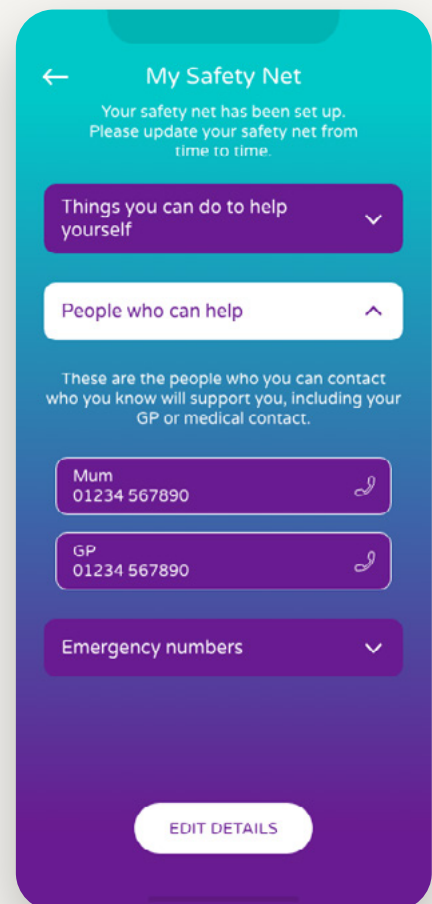 My Safety Net
Your safety net has been set up.
Please update your safety net from
time to time.
Things you can do to help
yourself
People who can help
These are the people who you can contact
who you know will support you, including your
GP or medical contact.
Mum
01234 567890
GP
01234 567890
Emergency numbers
EDIT DETAILS